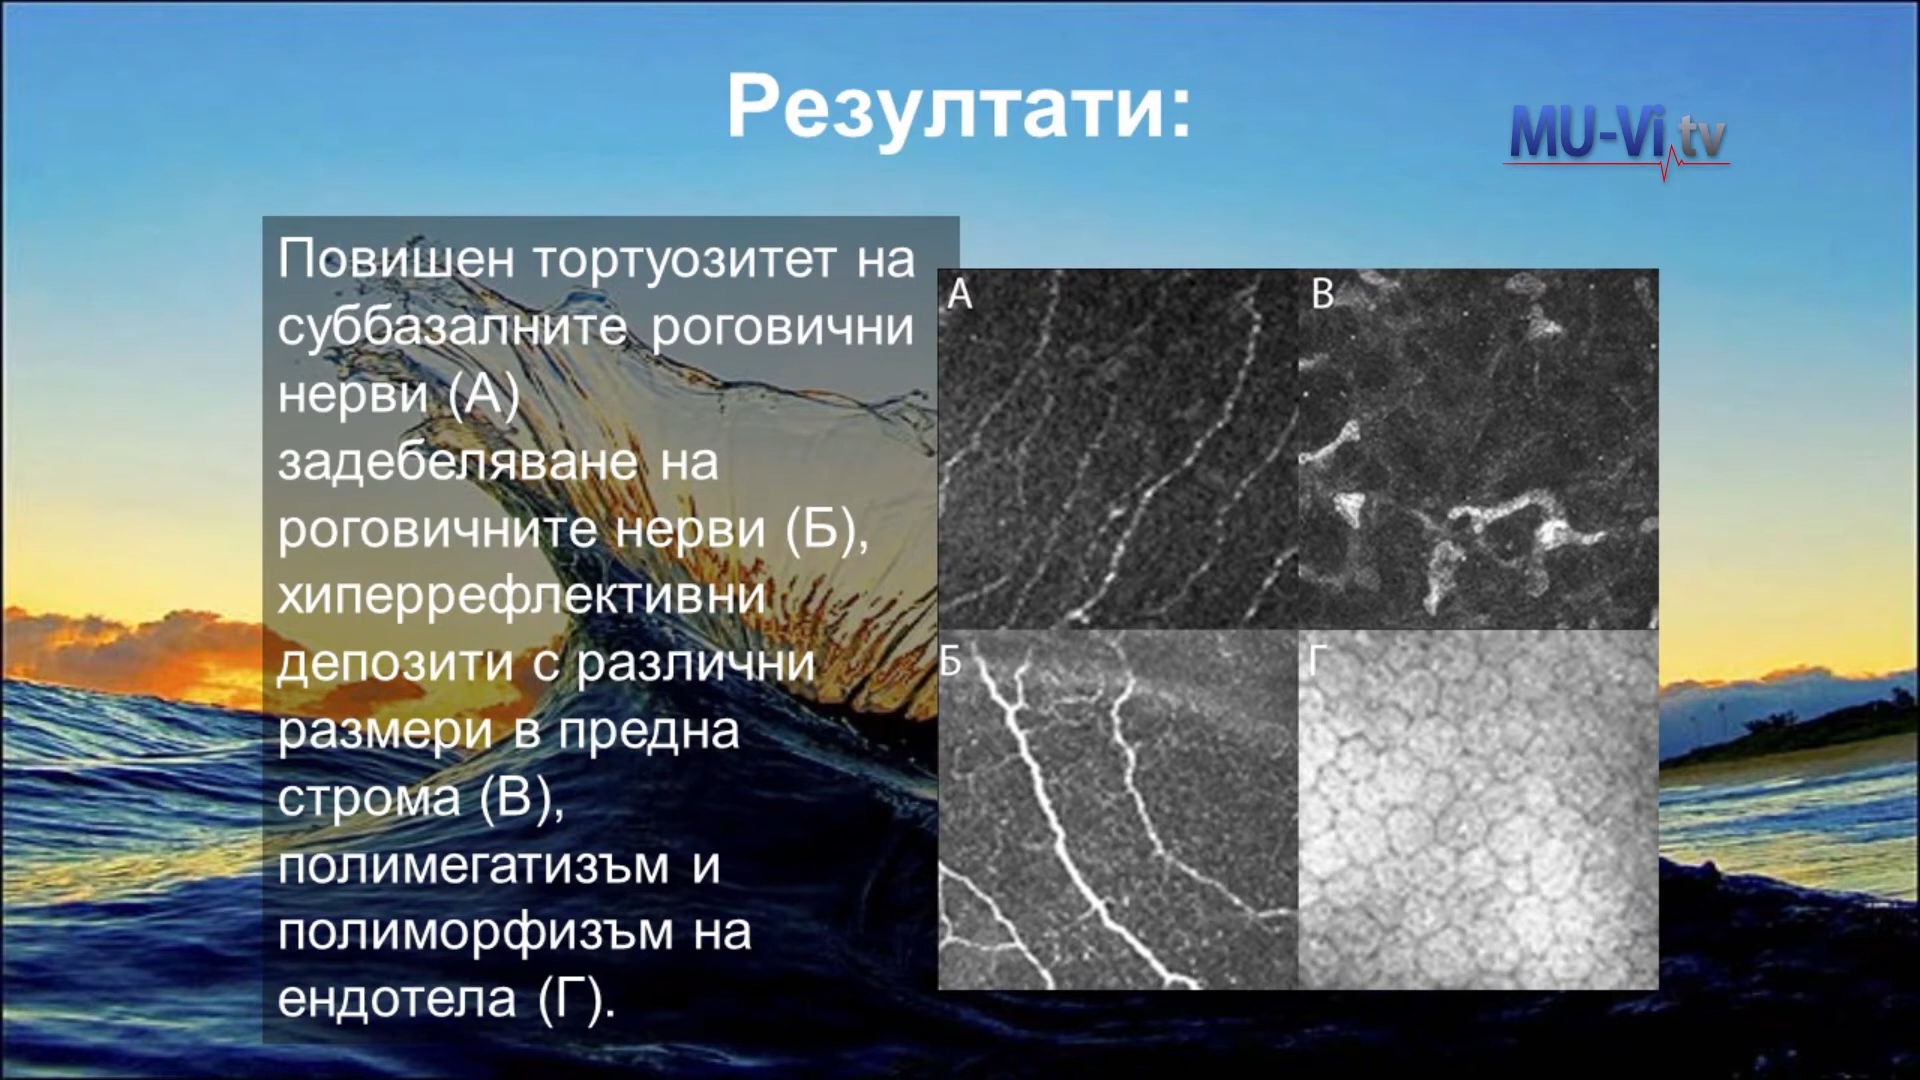 Резултати:
MU-Vi.tv
Повишен тортуозитет на
суббазалните роговични
нерви (А)
задебеляване на
роговичните нерви (Б),
хиперрефлективни
депозити с различни
размери в предна
строма (В),
полимегатизъм и
полиморфизъм на
ендотела (Г).
А
В
Б
Г